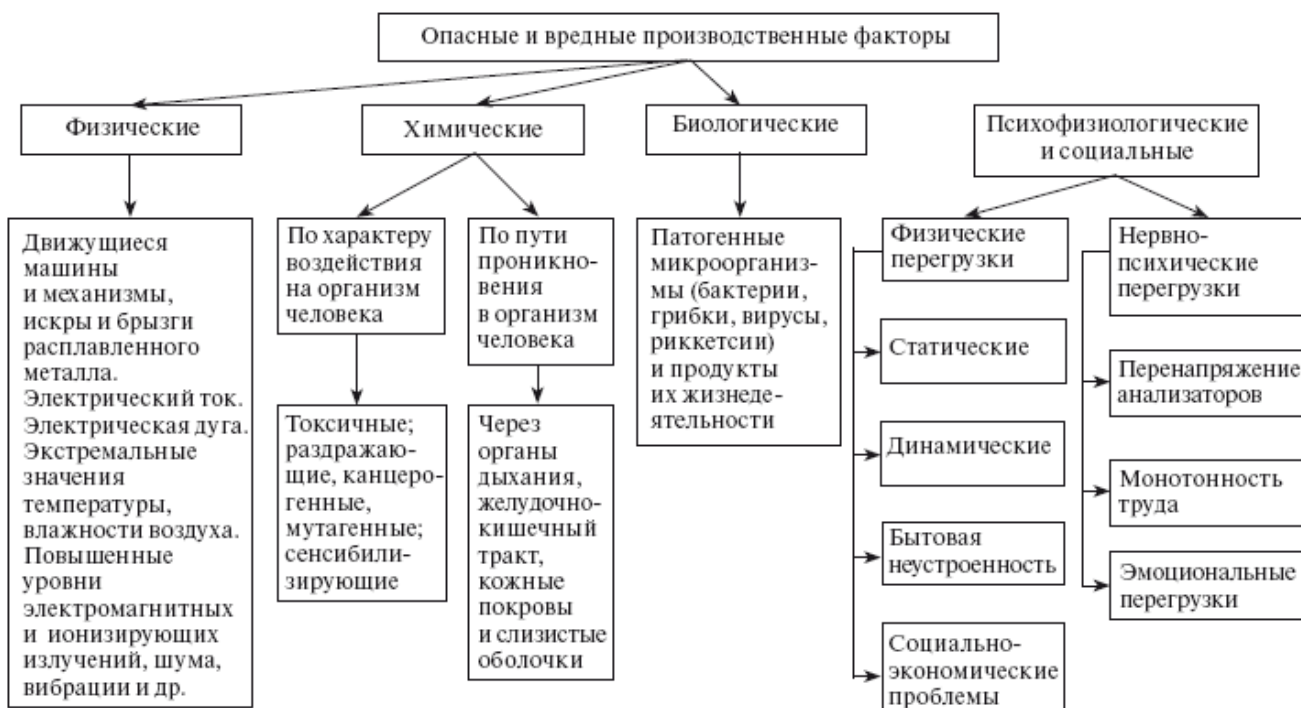 Опасные и вредные производственные факторы
Физические
Химические
Биологические
Психофизиологические
и социальные
Движущиеся
машины
и механизмы,
искры и брызги
расплавленного
металла.
Электрический ток.
Электрическая дуга.
Экстремальные
значения
температуры,
влажности воздуха.
Повышенные
уровни
электромагнитных
и ионизирующих
излучений, шума,
вибрации и др.
По характеру
воздействия
на организм
человека
Токсичные;
раздражаю-
щие, канцеро-
генные,
мутагенные;
сенсибили-
зирующие
По пути
проникно-
вения
в организм
человека
Через
органы
дыхания,
желудочно-
кишечный
тракт,
кожные
покровы
и слизистые
оболочки
Патогенные
микроорганиз-
мы (бактерии,
грибки, вирусы,
риккетсии)
и продукты
их жизнеде-
ятельности
Физические
перегрузки
Статические
Динамические
Бытовая
неустроенность
Социально-
экономические
проблемы
Нервно-
психические
перегрузки
Перенапряжение
анализаторов
Монотонность
труда
Эмоциональные
перегрузки